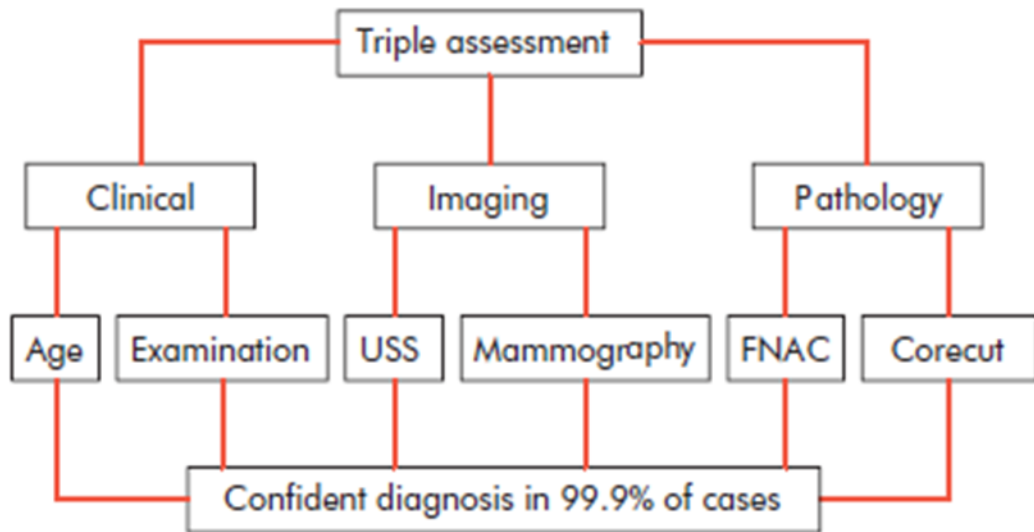 Triple assessment
Clinical
Imaging
Pathology
Age
Examination
USS
Mammography
FNAC
Corecut
Confident diagnosis in 99.9% of cases